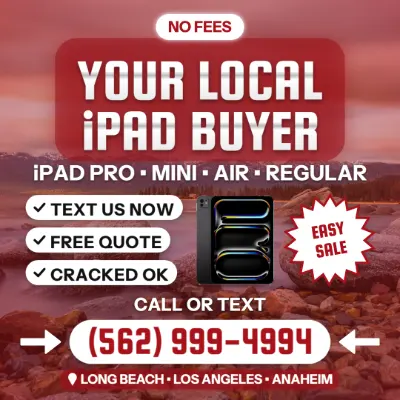 NO FEES
YOUR LOCAL
iPAD BUYER
iPAD PRO ▪ MINI ▪ AIR ▪ REGULAR
✓ TEXT US NOW
✓ FREE QUOTE
✓ CRACKED OK
EASY
SALE
CALL OR TEXT
(562) 999-4994
LONG BEACH ▪ LOS ANGELES ▪ ANAHEIM